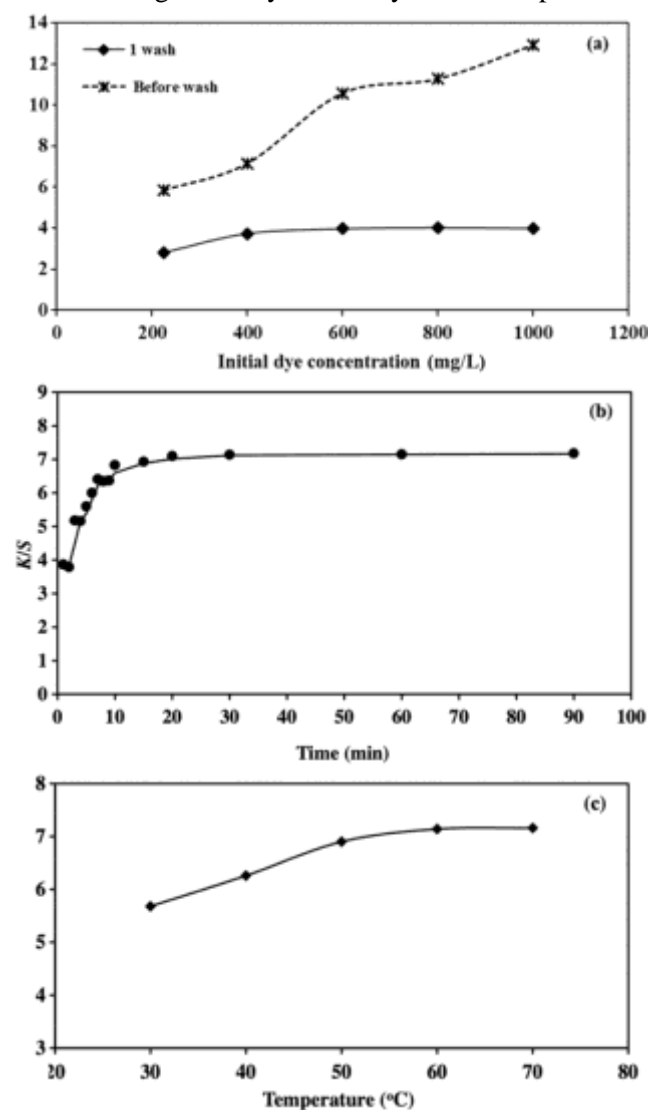 14
(a)
1 wash
12
Before wash
10
8
6
4
2
0
0 200 400 600 800 1000 1200
Initial dye concentration (mg/L)
9
(b)
8
7
6
5
K/S
4
3
2
1
0
0 10 20 30 40 50 60 70 80 90 100
Time (min)
8
(c)
7
6
5
4
3
20 30 40 50 60 70 80
Temperature (°C)